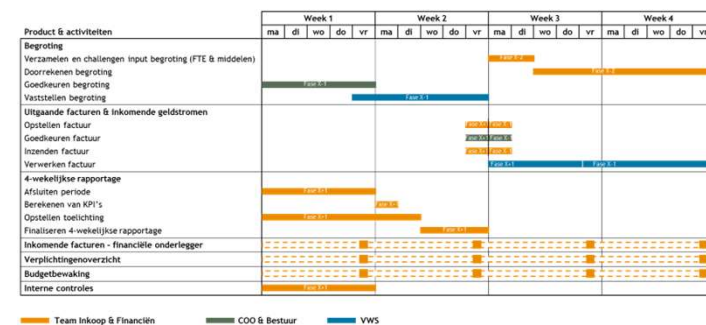 Week 1 Week 2 Week 3 Week 4
Product & activiteiten ma di wo do vr ma di wo do vr ma di wo do vr ma di wo do vr
Begroting
Verzamelen en challengen input begroting (FTE & middelen)
Doorrekenen begroting Fase X-2
Goedkeuren begroting Fase X-1
Vaststellen begroting Fase X-1
Uitgaande facturen & inkomende geldstromen
Opstellen factuur
Goedkeuren factuur
Inzenden factuur
Verwerken factuur Fase X+1 Fase X-1
4-wekelijkse rapportage
Afsluiten periode Fase X+1
Berekenen van KPI's
Opstellen toelichting Fase X+1
Finaliseren 4-wekelijkse rapportage Fase X+1
Inkomende facturen - financiële onderlegger
Verplichtingenoverzicht
Budgetbewaking
Interne controles Fase X+1
Team Inkoop & Financiën COO & Bestuur VWS